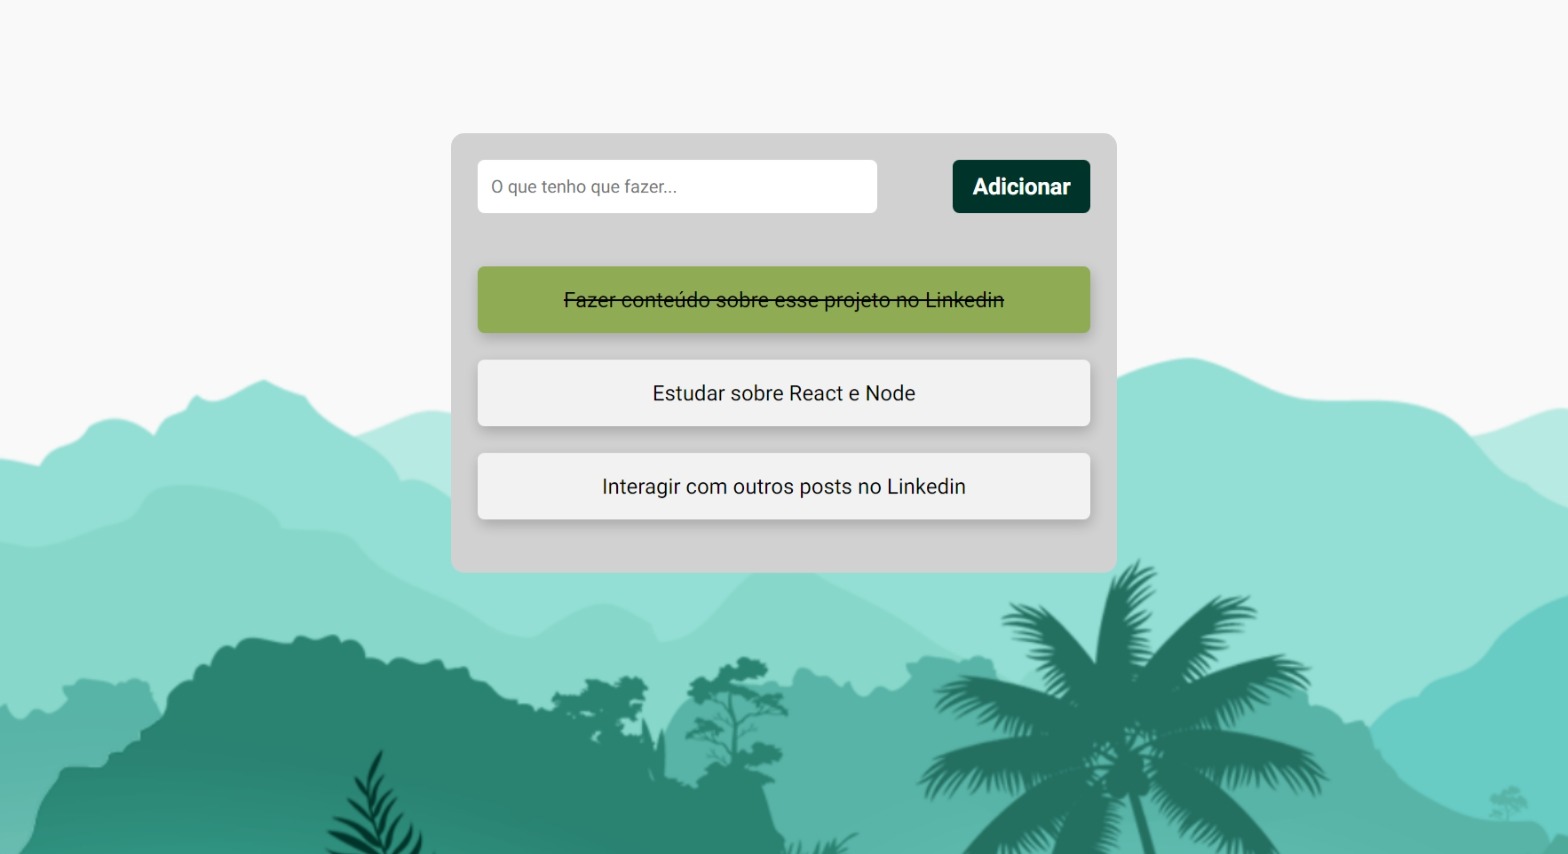 O que tenho que fazer...
Adicionar
Fazer conteúdo sobre esse projeto no Linkedin
Estudar sobre React e Node
Interagir com outros posts no Linkedin